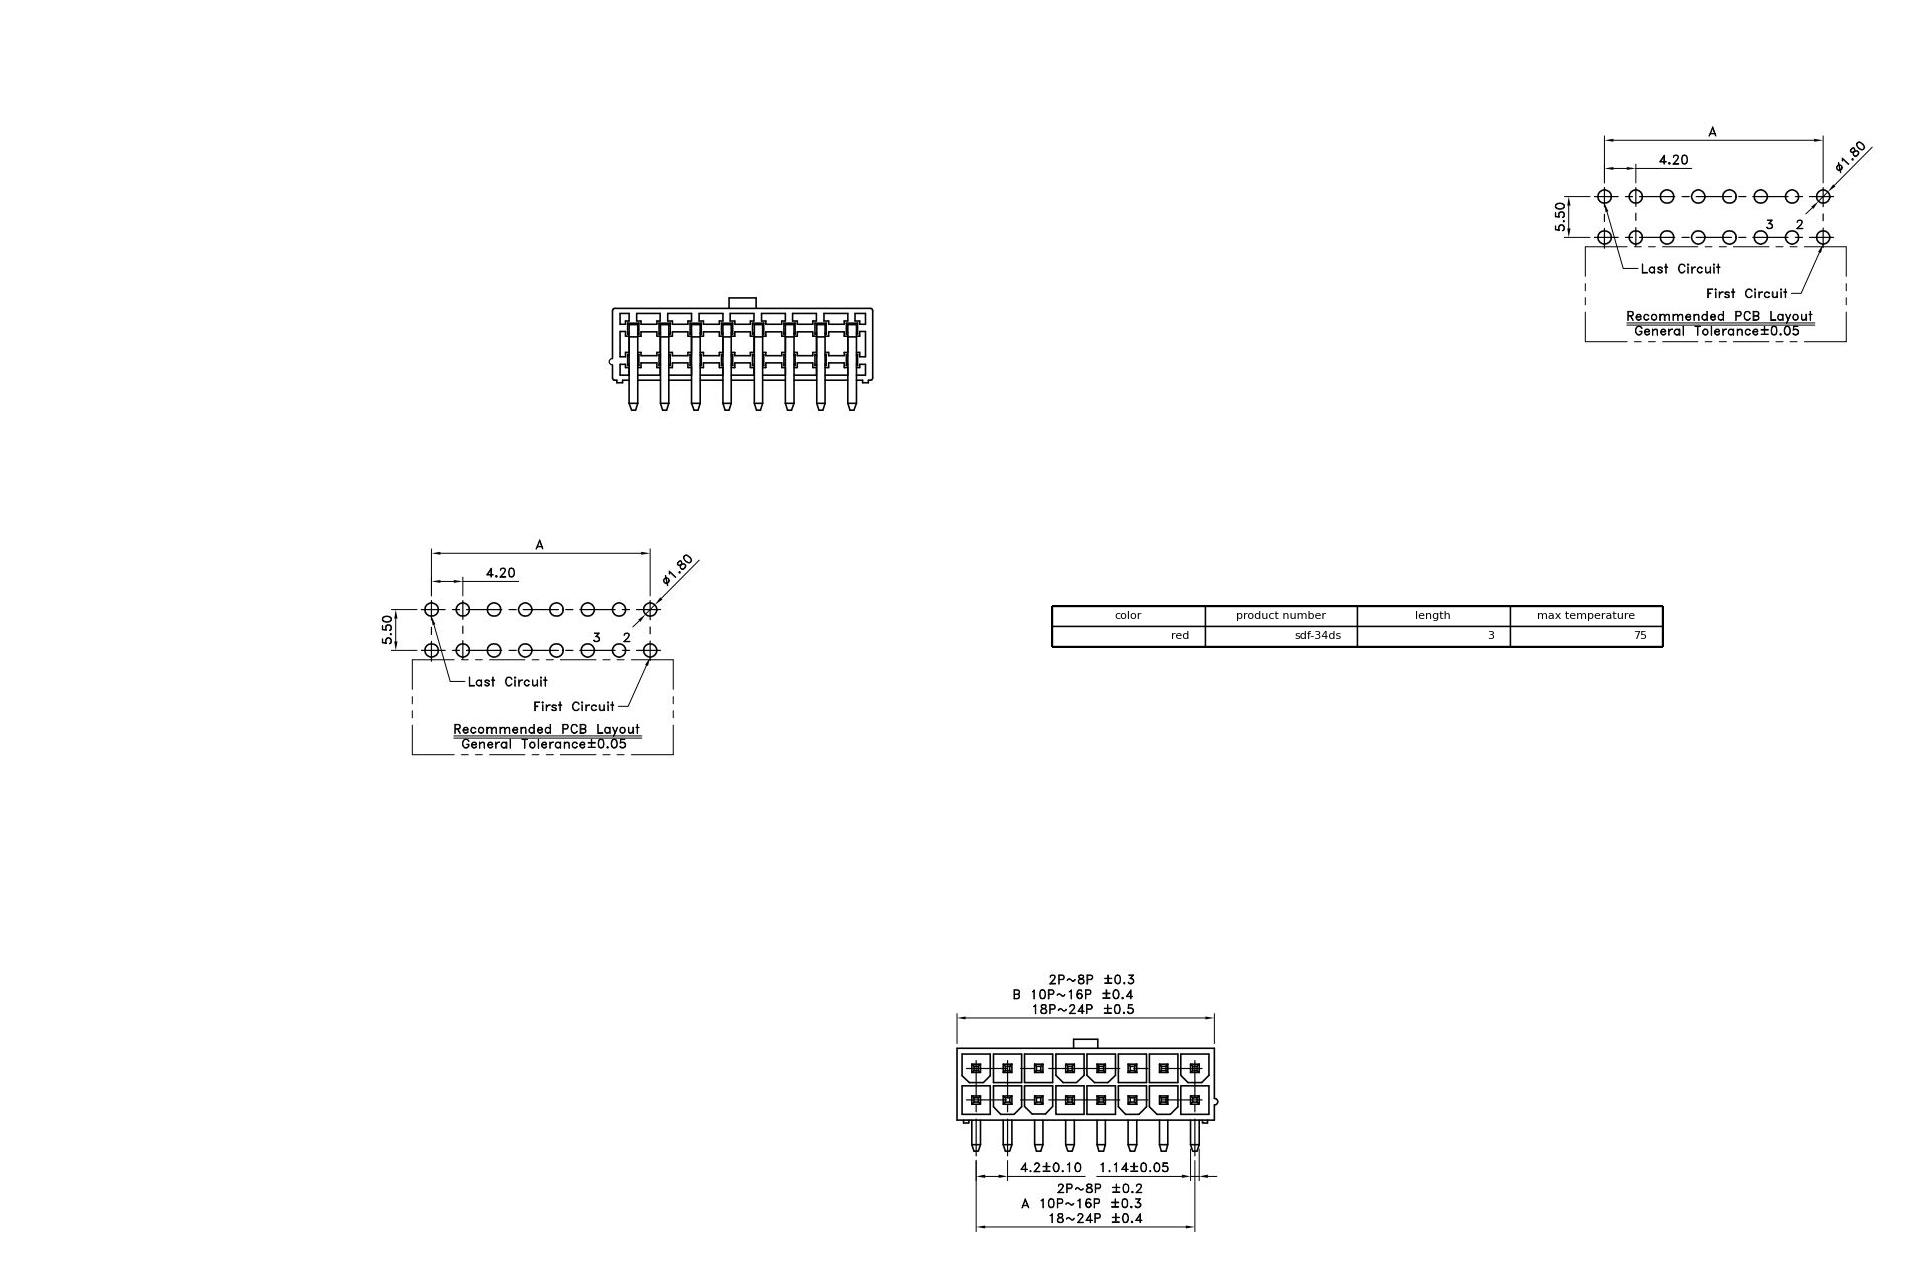 A
4.20
ø1.80
5.50
3 2
Last Circuit
First Circuit
Recommended PCB Layout
General Tolerance±0.05
A
4.20
ø1.80
5.50
3 2
Last Circuit
First Circuit
Recommended PCB Layout
General Tolerance±0.05
color product number length max temperature
red sdf-34ds 3 75
2P~8P ±0.3
B 10P~16P ±0.4
18P~24P ±0.5
4.2±0.10 1.14±0.05
2P~8P ±0.2
A 10P~16P ±0.3
18~24P ±0.4